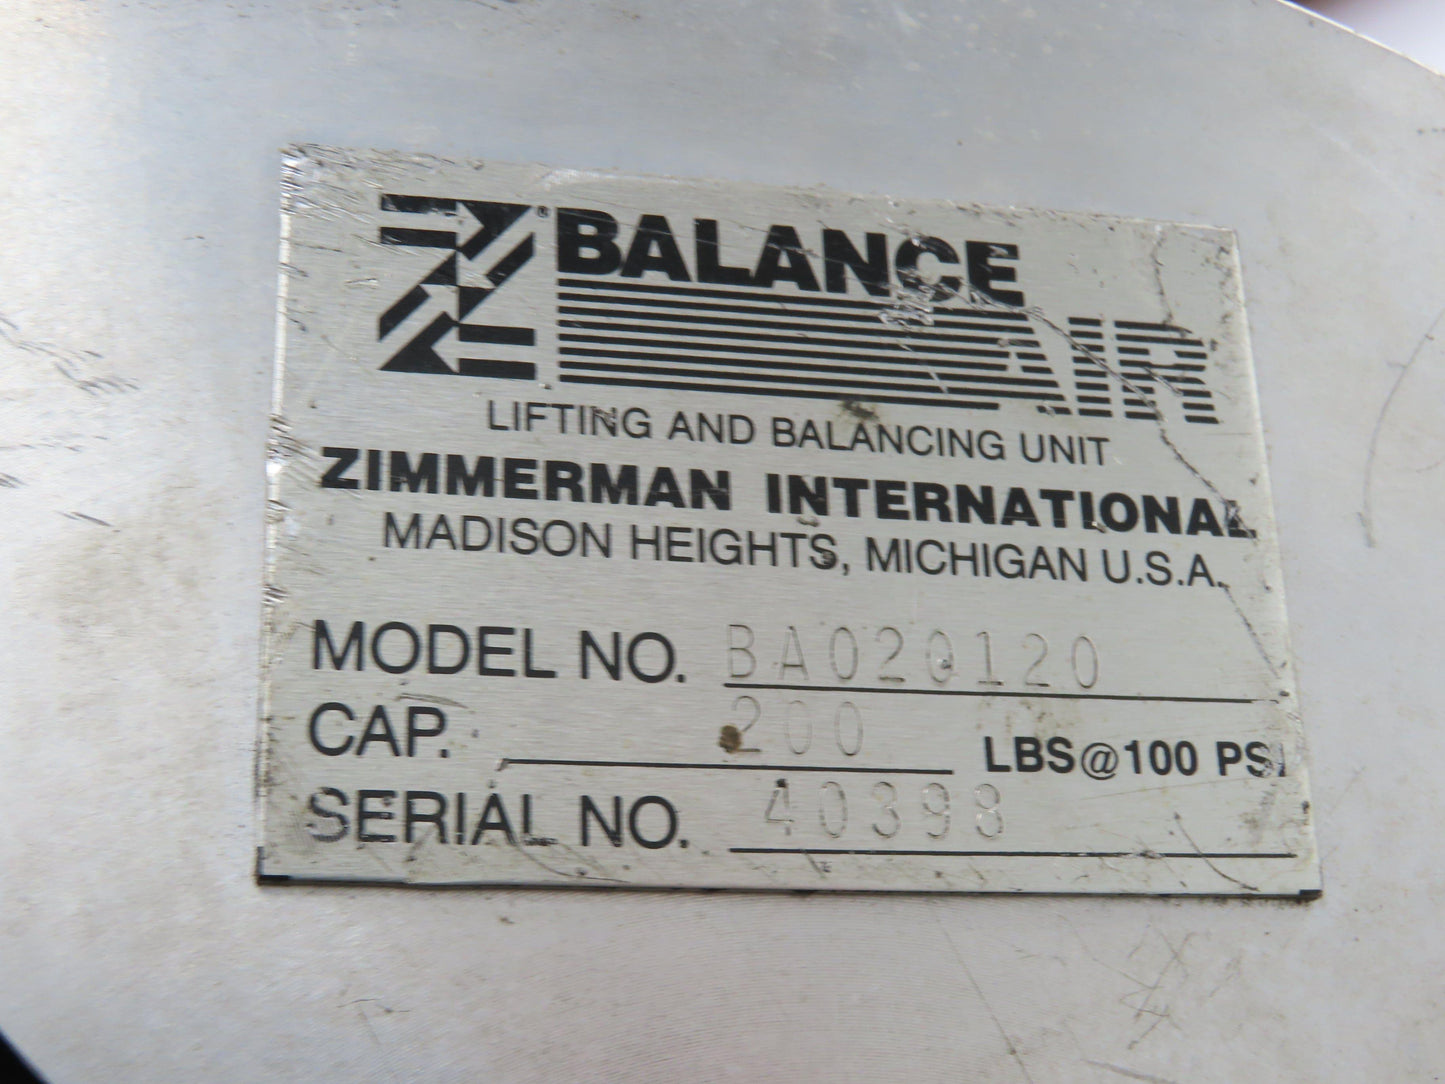 BALANCE
AIR
LIFTING AND BALANCING UNIT
ZIMMERMAN INTERNATIONAL
MADISON HEIGHTS, MICHIGAN U.S.A.
MODEL NO. BA020120
CAP. 200 LBS@100 PSI
SERIAL NO. 40398